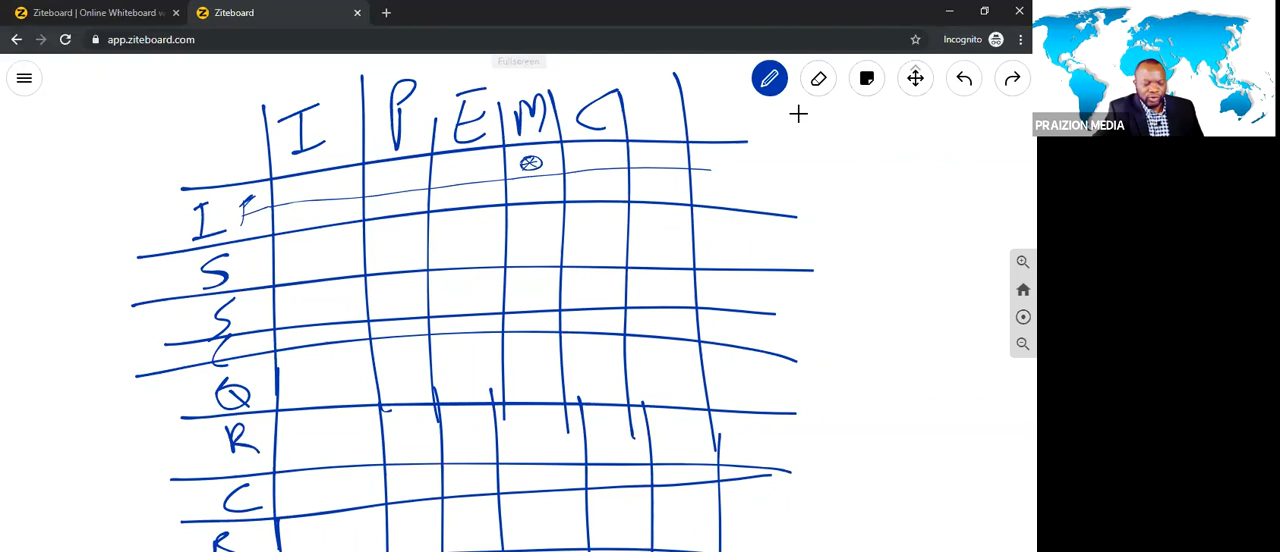 Ziteboard | Online Whiteboard w
Ziteboard
app.ziteboard.com
Incognito
Fullscreen
PRAIZION MEDIA
I P E M C
I
S
S
C
Q
R
C
R